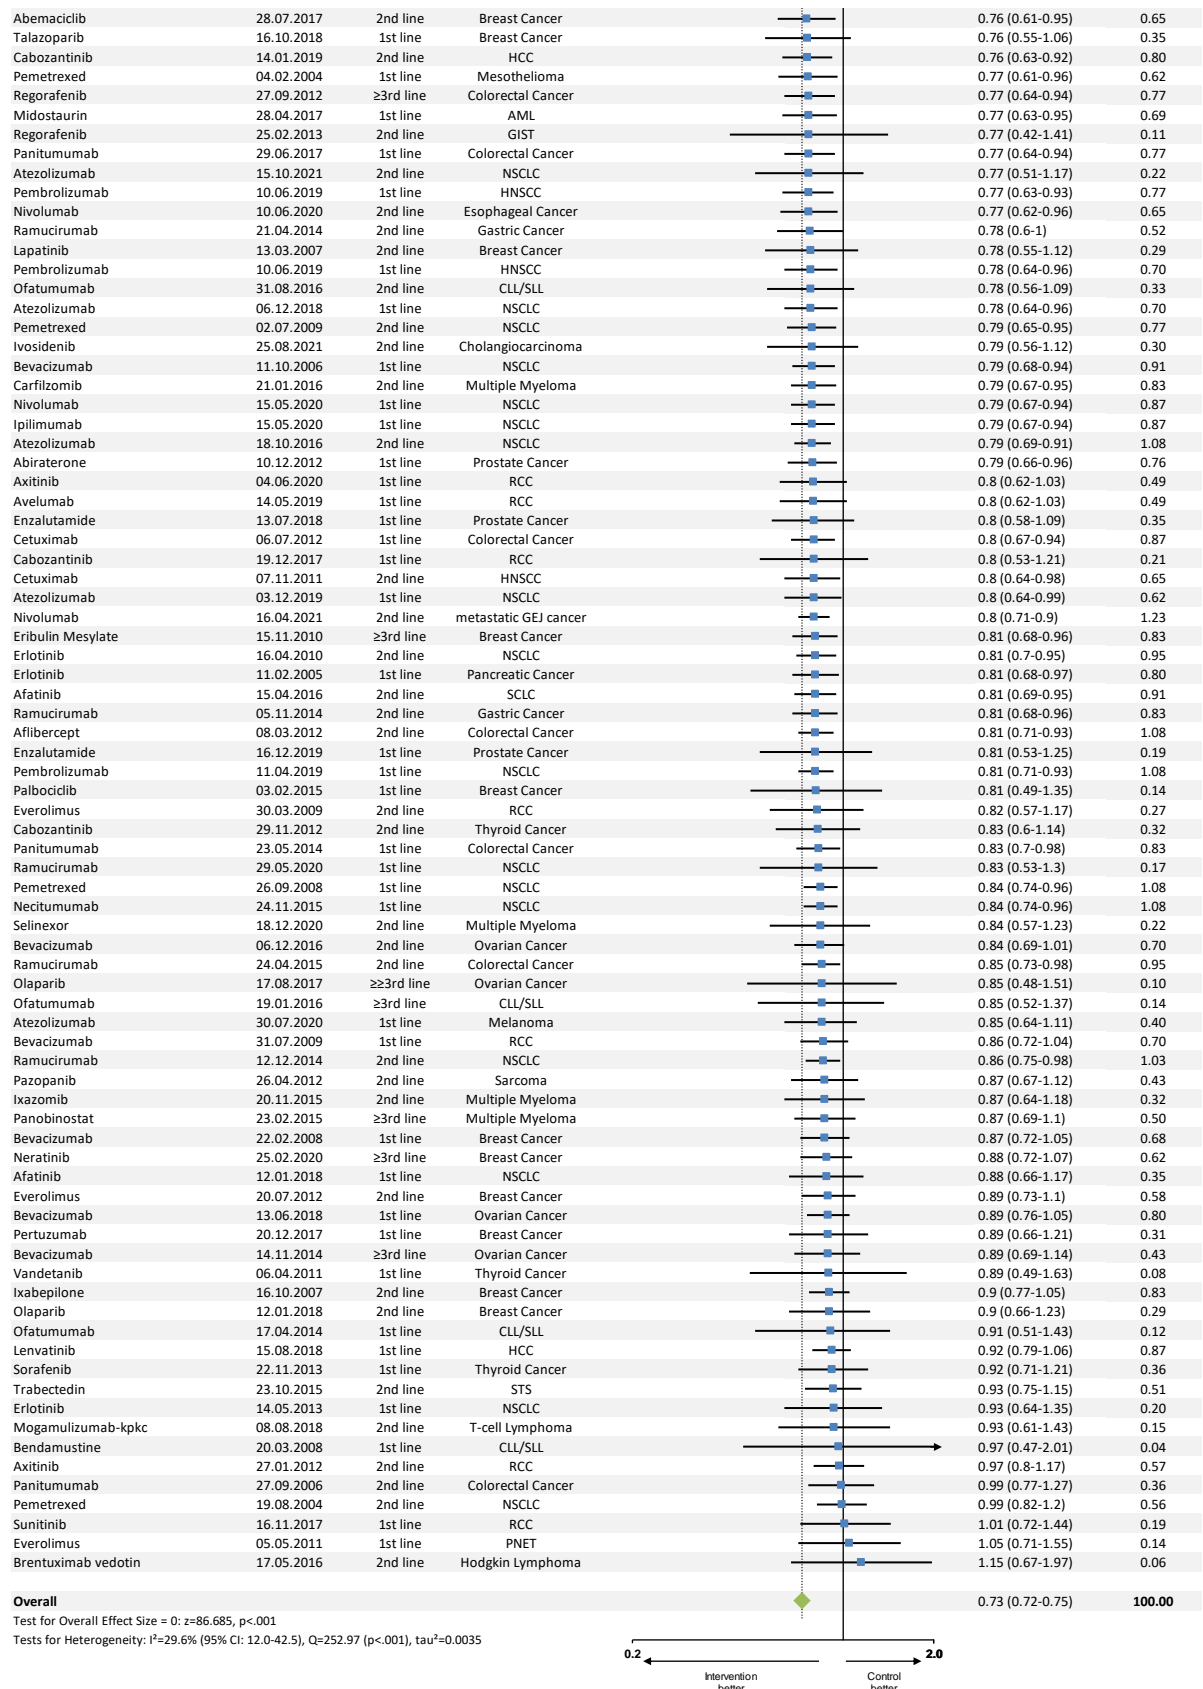 Abemaciclib 28.07.2017 2nd line Breast Cancer 0.76 (0.61-0.95) 0.65
Talazoparib 16.10.2018 1st line Breast Cancer 0.76 (0.55-1.06) 0.35
Cabozantinib 14.01.2019 2nd line HCC 0.76 (0.63-0.92) 0.80
Pemetrexed 04.02.2004 1st line Mesothelioma 0.77 (0.61-0.96) 0.62
Regorafenib 27.09.2012 ≥3rd line Colorectal Cancer 0.77 (0.64-0.94) 0.77
Midostaurin 28.04.2017 1st line AML 0.77 (0.63-0.95) 0.69
Regorafenib 25.02.2013 2nd line GIST 0.77 (0.42-1.41) 0.11
Panitumumab 29.06.2017 1st line Colorectal Cancer 0.77 (0.64-0.94) 0.77
Atezolizumab 15.10.2021 2nd line NSCLC 0.77 (0.51-1.17) 0.22
Pembrolizumab 10.06.2019 1st line HNSCC 0.77 (0.63-0.93) 0.77
Nivolumab 10.06.2020 2nd line Esophageal Cancer 0.77 (0.62-0.96) 0.65
Ramucirumab 21.04.2014 2nd line Gastric Cancer 0.78 (0.6-1) 0.52
Lapatinib 13.03.2007 2nd line Breast Cancer 0.78 (0.55-1.12) 0.29
Pembrolizumab 10.06.2019 1st line HNSCC 0.78 (0.64-0.96) 0.70
Ofatumumab 31.08.2016 2nd line CLL/SLL 0.78 (0.56-1.09) 0.33
Atezolizumab 06.12.2018 1st line NSCLC 0.78 (0.64-0.96) 0.70
Pemetrexed 02.07.2009 2nd line NSCLC 0.79 (0.65-0.95) 0.77
Ivosidenib 25.08.2021 2nd line Cholangiocarcinoma 0.79 (0.56-1.12) 0.30
Bevacizumab 11.10.2006 1st line NSCLC 0.79 (0.68-0.94) 0.91
Carfilzomib 21.01.2016 2nd line Multiple Myeloma 0.79 (0.67-0.95) 0.83
Nivolumab 15.05.2020 1st line NSCLC 0.79 (0.67-0.94) 0.87
Ipilimumab 15.05.2020 1st line NSCLC 0.79 (0.67-0.94) 0.87
Atezolizumab 18.10.2016 2nd line NSCLC 0.79 (0.69-0.91) 1.08
Abiraterone 10.12.2012 1st line Prostate Cancer 0.79 (0.66-0.96) 0.76
Axitinib 04.06.2020 1st line RCC 0.8 (0.62-1.03) 0.49
Avelumab 14.05.2019 1st line RCC 0.8 (0.62-1.03) 0.49
Enzalutamide 13.07.2018 1st line Prostate Cancer 0.8 (0.58-1.09) 0.35
Cetuximab 06.07.2012 1st line Colorectal Cancer 0.8 (0.67-0.94) 0.87
Cabozantinib 19.12.2017 1st line RCC 0.8 (0.53-1.21) 0.21
Cetuximab 07.11.2011 2nd line HNSCC 0.8 (0.64-0.98) 0.65
Atezolizumab 03.12.2019 1st line NSCLC 0.8 (0.64-0.99) 0.62
Nivolumab 16.04.2021 2nd line metastatic GEJ cancer 0.8 (0.71-0.9) 1.23
Eribulin Mesylate 15.11.2010 ≥3rd line Breast Cancer 0.81 (0.68-0.96) 0.83
Erlotinib 16.04.2010 2nd line NSCLC 0.81 (0.7-0.95) 0.95
Erlotinib 11.02.2005 1st line Pancreatic Cancer 0.81 (0.68-0.97) 0.80
Afatinib 15.04.2016 2nd line SCLC 0.81 (0.69-0.95) 0.91
Ramucirumab 05.11.2014 2nd line Gastric Cancer 0.81 (0.68-0.96) 0.83
Aflibercept 08.03.2012 2nd line Colorectal Cancer 0.81 (0.71-0.93) 1.08
Enzalutamide 16.12.2019 1st line Prostate Cancer 0.81 (0.53-1.25) 0.19
Pembrolizumab 11.04.2019 1st line NSCLC 0.81 (0.71-0.93) 1.08
Palbociclib 03.02.2015 1st line Breast Cancer 0.81 (0.49-1.35) 0.14
Everolimus 30.03.2009 2nd line RCC 0.82 (0.57-1.17) 0.27
Cabozantinib 29.11.2012 2nd line Thyroid Cancer 0.83 (0.6-1.14) 0.32
Panitumumab 23.05.2014 1st line Colorectal Cancer 0.83 (0.7-0.98) 0.83
Ramucirumab 29.05.2020 1st line NSCLC 0.83 (0.53-1.3) 0.17
Pemetrexed 26.09.2008 1st line NSCLC 0.84 (0.74-0.96) 1.08
Necitumumab 24.11.2015 1st line NSCLC 0.84 (0.74-0.96) 1.08
Selinexor 18.12.2020 2nd line Multiple Myeloma 0.84 (0.57-1.23) 0.22
Bevacizumab 06.12.2016 2nd line Ovarian Cancer 0.84 (0.69-1.01) 0.70
Ramucirumab 24.04.2015 2nd line Colorectal Cancer 0.85 (0.73-0.98) 0.95
Olaparib 17.08.2017 ≥≥3rd line Ovarian Cancer 0.85 (0.48-1.51) 0.10
Ofatumumab 19.01.2016 ≥3rd line CLL/SLL 0.85 (0.52-1.37) 0.14
Atezolizumab 30.07.2020 1st line Melanoma 0.85 (0.64-1.11) 0.40
Bevacizumab 31.07.2009 1st line RCC 0.86 (0.72-1.04) 0.70
Ramucirumab 12.12.2014 2nd line NSCLC 0.86 (0.75-0.98) 1.03
Pazopanib 26.04.2012 2nd line Sarcoma 0.87 (0.67-1.12) 0.43
Ixazomib 20.11.2015 2nd line Multiple Myeloma 0.87 (0.64-1.18) 0.32
Panobinostat 23.02.2015 ≥3rd line Multiple Myeloma 0.87 (0.69-1.1) 0.50
Bevacizumab 22.02.2008 1st line Breast Cancer 0.87 (0.72-1.05) 0.68
Neratinib 25.02.2020 ≥3rd line Breast Cancer 0.88 (0.72-1.07) 0.62
Afatinib 12.01.2018 1st line NSCLC 0.88 (0.66-1.17) 0.35
Everolimus 20.07.2012 2nd line Breast Cancer 0.89 (0.73-1.1) 0.58
Bevacizumab 13.06.2018 1st line Ovarian Cancer 0.89 (0.76-1.05) 0.80
Pertuzumab 20.12.2017 1st line Breast Cancer 0.89 (0.66-1.21) 0.31
Bevacizumab 14.11.2014 ≥3rd line Ovarian Cancer 0.89 (0.69-1.14) 0.43
Vandetanib 06.04.2011 1st line Thyroid Cancer 0.89 (0.49-1.63) 0.08
Ixabepilone 16.10.2007 2nd line Breast Cancer 0.9 (0.77-1.05) 0.83
Olaparib 12.01.2018 2nd line Breast Cancer 0.9 (0.66-1.23) 0.29
Ofatumumab 17.04.2014 1st line CLL/SLL 0.91 (0.51-1.43) 0.12
Lenvatinib 15.08.2018 1st line HCC 0.92 (0.79-1.06) 0.87
Sorafenib 22.11.2013 1st line Thyroid Cancer 0.92 (0.71-1.21) 0.36
Trabectedin 23.10.2015 2nd line STS 0.93 (0.75-1.15) 0.51
Erlotinib 14.05.2013 1st line NSCLC 0.93 (0.64-1.35) 0.20
Mogamulizumab-kpkc 08.08.2018 2nd line T-cell Lymphoma 0.93 (0.61-1.43) 0.15
Bendamustine 20.03.2008 1st line CLL/SLL 0.97 (0.47-2.01) 0.04
Axitinib 27.01.2012 2nd line RCC 0.97 (0.8-1.17) 0.57
Panitumumab 27.09.2006 2nd line Colorectal Cancer 0.99 (0.77-1.27) 0.36
Pemetrexed 19.08.2004 2nd line NSCLC 0.99 (0.82-1.2) 0.56
Sunitinib 16.11.2017 1st line RCC 1.01 (0.72-1.44) 0.19
Everolimus 05.05.2011 1st line PNET 1.05 (0.71-1.55) 0.14
Brentuximab vedotin 17.05.2016 2nd line Hodgkin Lymphoma 1.15 (0.67-1.97) 0.06
Overall 0.73 (0.72-0.75) 100.00
Test for Overall Effect Size = 0: z=86.685, p<.001
Tests for Heterogeneity: I²=29.6% (95% CI: 12.0-42.5), Q=252.97 (p<.001), tau²=0.0035
0.2 2.0
Intervention better
Control better